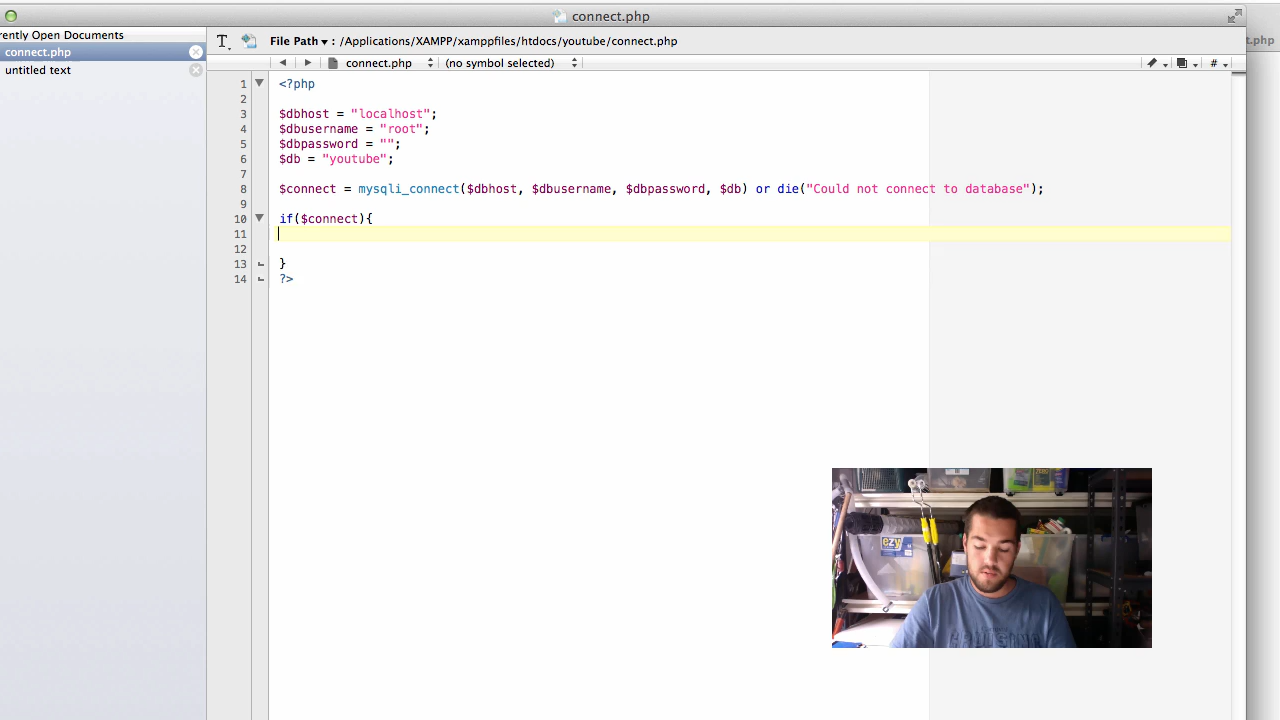 connect.php
t.php
rently Open Documents
connect.php
untitled text
T File Path ▾ : /Applications/XAMPP/xamppfiles/htdocs/youtube/connect.php
connect.php (no symbol selected) #
1 <?php
2
3 $dbhost = "localhost";
4 $dbusername = "root";
5 $dbpassword = "";
6 $db = "youtube";
7
8 $connect = mysqli_connect($dbhost, $dbusername, $dbpassword, $db) or die("Could not connect to database");
9
10 if($connect){
11
12
13 }
14 ?>
ezy